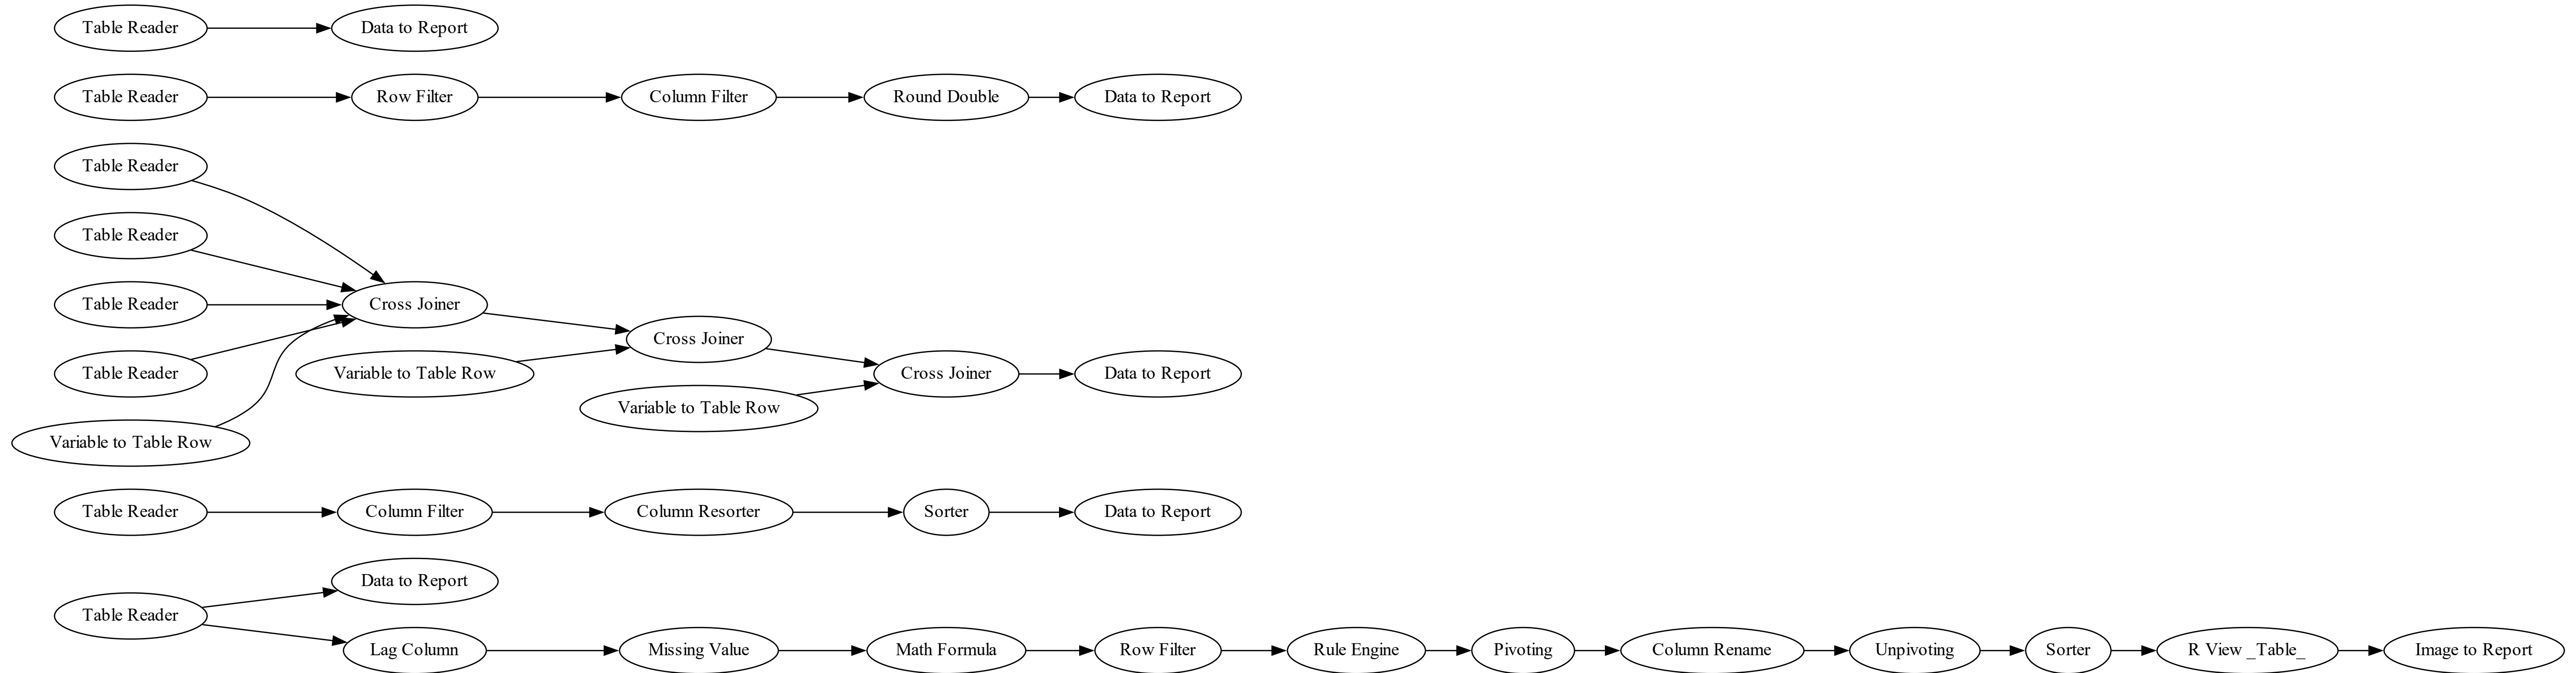 Table Reader
Data to Report
Table Reader
Row Filter
Column Filter
Round Double
Data to Report
Table Reader
Table Reader
Table Reader
Cross Joiner
Cross Joiner
Table Reader
Variable to Table Row
Cross Joiner
Data to Report
Variable to Table Row
Variable to Table Row
Table Reader
Column Filter
Column Resorter
Sorter
Data to Report
Data to Report
Table Reader
Lag Column
Missing Value
Math Formula
Row Filter
Rule Engine
Pivoting
Column Rename
Unpivoting
Sorter
R View _Table_
Image to Report